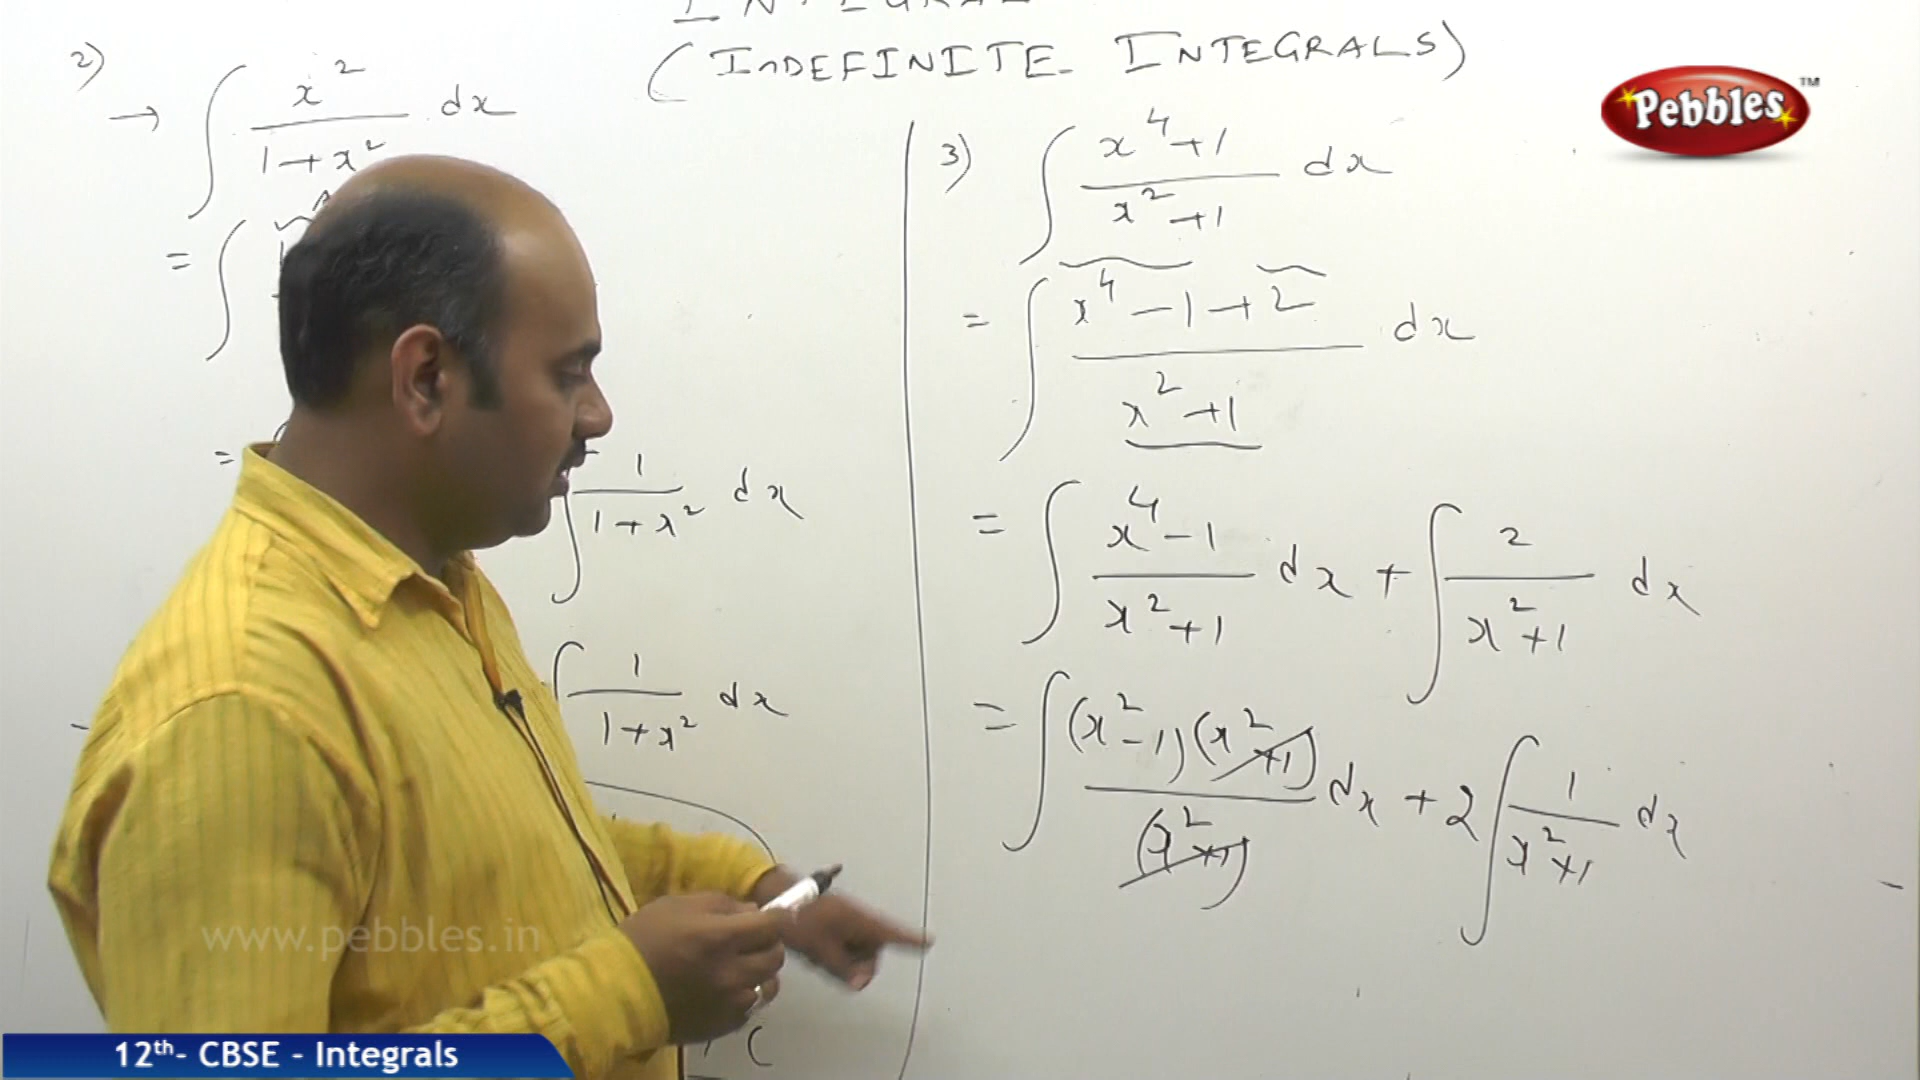 INTEGRAL
(INDEFINITE INTEGRALS)
Pebbles™
2)
→ ∫ x²/(1+x²) dx
= ∫
=
∫ 1/(1+x²) dx
∫ 1/(1+x²) dx
C
3) ∫ (x⁴+1)/(x²+1) dx
= ∫ (x⁴-1+2)/(x²+1) dx
= ∫ (x⁴-1)/(x²+1) dx + ∫ 2/(x²+1) dx
= ∫ (x²-1)(x²+1)/(x²+1) dx + 2 ∫ 1/(x²+1) dx
www.pebbles.in
12th- CBSE - Integrals